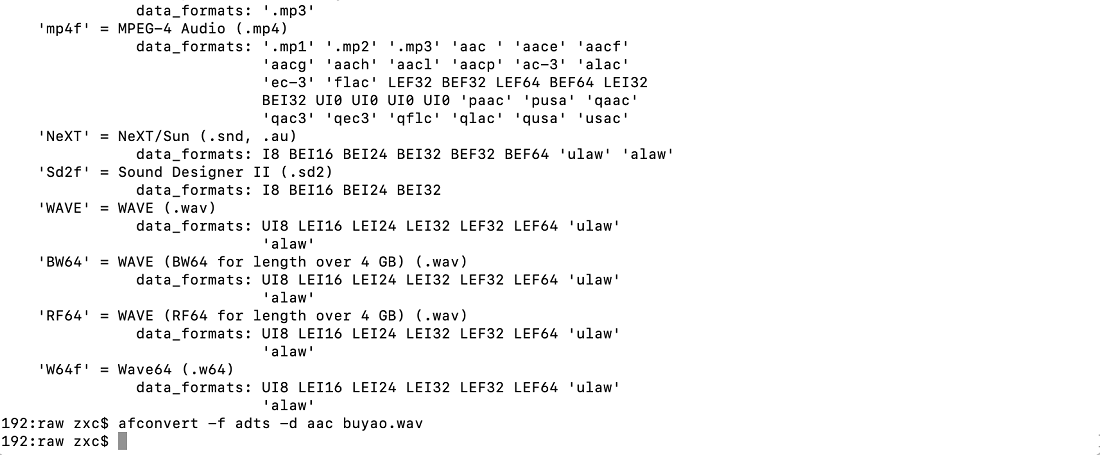 data_formats: '.mp3'
'mp4f' = MPEG-4 Audio (.mp4)
data_formats: '.mp1' '.mp2' '.mp3' 'aac ' 'aace' 'aacf'
'aacg' 'aach' 'aacl' 'aacp' 'ac-3' 'alac'
'ec-3' 'flac' LEF32 BEF32 LEF64 BEF64 LEI32
BEI32 UI0 UI0 UI0 UI0 'paac' 'pusa' 'qaac'
'qac3' 'qec3' 'qflc' 'qlac' 'qusa' 'usac'
'NeXT' = NeXT/Sun (.snd, .au)
data_formats: I8 BEI16 BEI24 BEI32 BEF32 BEF64 'ulaw' 'alaw'
'Sd2f' = Sound Designer II (.sd2)
data_formats: I8 BEI16 BEI24 BEI32
'WAVE' = WAVE (.wav)
data_formats: UI8 LEI16 LEI24 LEI32 LEF32 LEF64 'ulaw'
'alaw'
'BW64' = WAVE (BW64 for length over 4 GB) (.wav)
data_formats: UI8 LEI16 LEI24 LEI32 LEF32 LEF64 'ulaw'
'alaw'
'RF64' = WAVE (RF64 for length over 4 GB) (.wav)
data_formats: UI8 LEI16 LEI24 LEI32 LEF32 LEF64 'ulaw'
'alaw'
'W64f' = Wave64 (.w64)
data_formats: UI8 LEI16 LEI24 LEI32 LEF32 LEF64 'ulaw'
'alaw'
192:raw zxc$ afconvert -f adts -d aac buyao.wav
192:raw zxc$